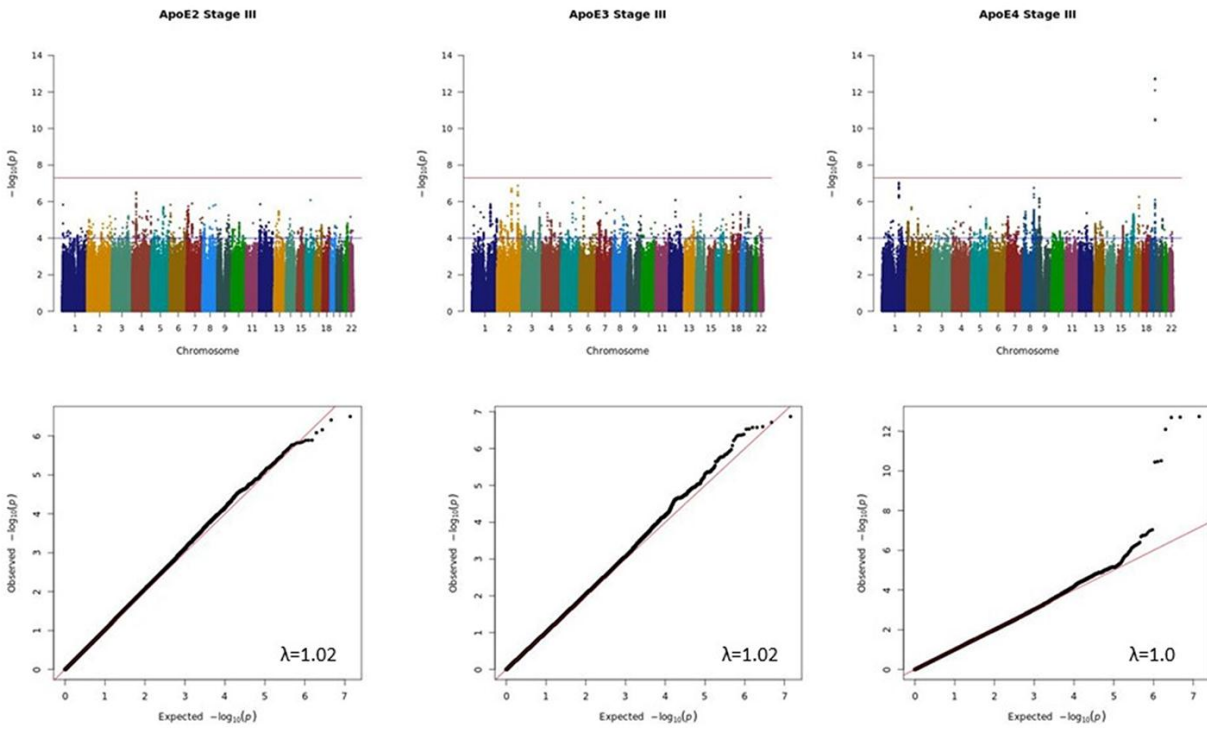 ApoE2 Stage III
ApoE3 Stage III
ApoE4 Stage III
14
12
10
8
6
4
2
0
−log10(p)
1 2 3 4 5 6 7 8 9 11 13 15 18 22
Chromosome
14
12
10
8
6
4
2
0
−log10(p)
1 2 3 4 5 6 7 8 9 11 13 15 18 22
Chromosome
14
12
10
8
6
4
2
0
−log10(p)
1 2 3 4 5 6 7 8 9 11 13 15 18 22
Chromosome
6
5
4
3
2
1
0
Observed −log10(p)
λ=1.02
0 1 2 3 4 5 6 7
Expected −log10(p)
7
6
5
4
3
2
1
0
Observed −log10(p)
λ=1.02
0 1 2 3 4 5 6 7
Expected −log10(p)
12
10
8
6
4
2
0
Observed −log10(p)
λ=1.0
0 1 2 3 4 5 6 7
Expected −log10(p)